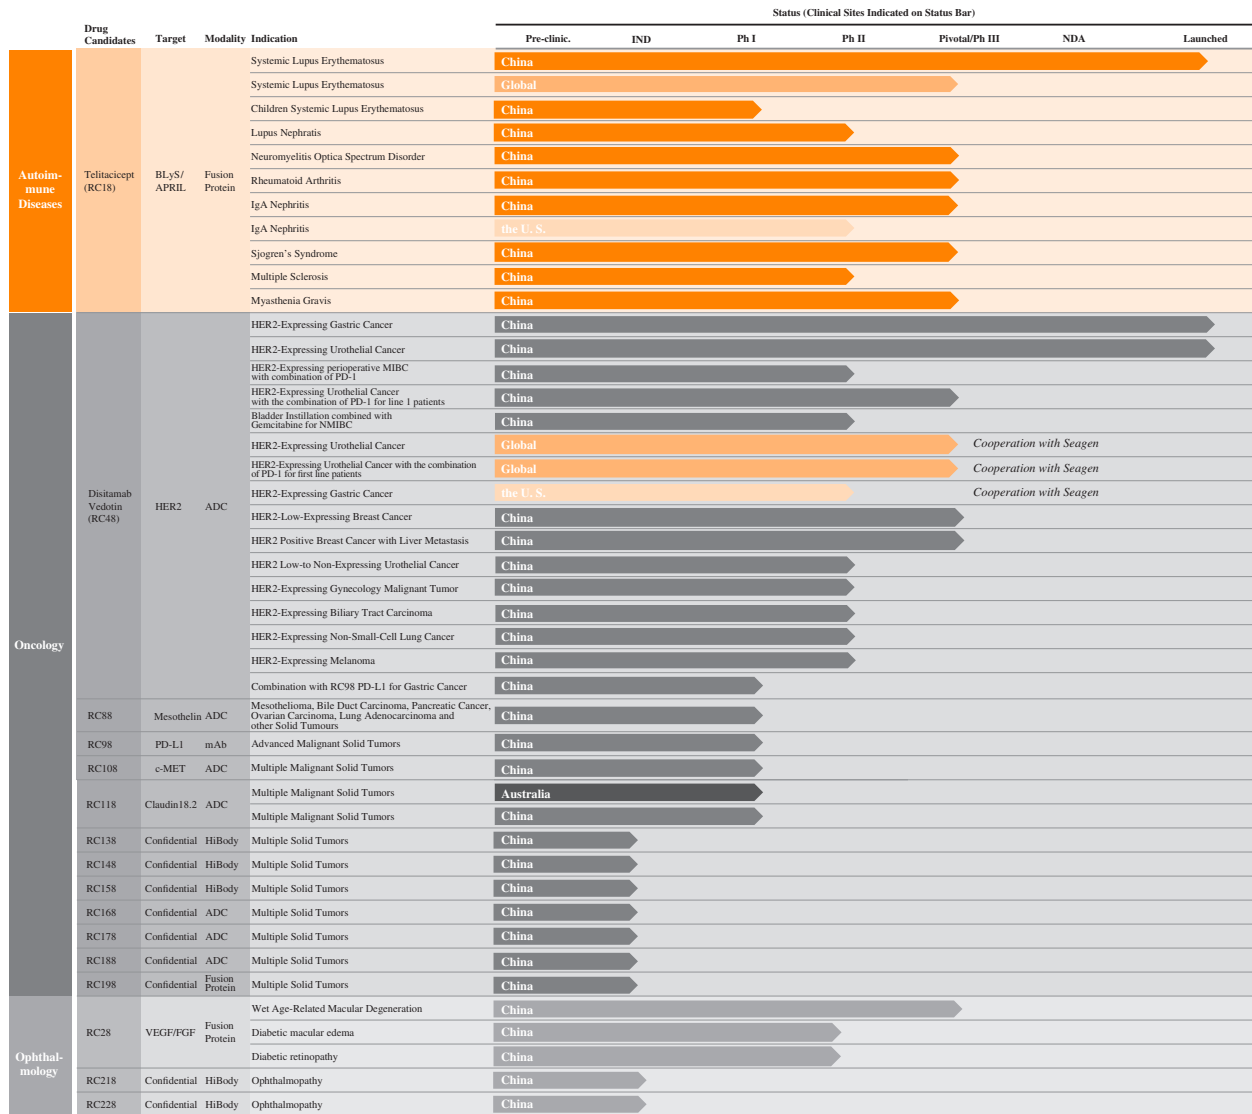 Status (Clinical Sites Indicated on Status Bar)
Drug Candidates Target Modality Indication Pre-clinic. IND Ph I Ph II Pivotal/Ph III NDA Launched
Autoim-
mune
Diseases
Telitacicept
(RC18)
BLyS/
APRIL
Fusion
Protein
Systemic Lupus Erythematosus China
Systemic Lupus Erythematosus Global
Children Systemic Lupus Erythematosus China
Lupus Nephratis China
Neuromyelitis Optica Spectrum Disorder China
Rheumatoid Arthritis China
IgA Nephritis China
IgA Nephritis the U. S.
Sjogren's Syndrome China
Multiple Sclerosis China
Myasthenia Gravis China
Oncology
Disitamab
Vedotin
(RC48)
HER2 ADC
HER2-Expressing Gastric Cancer China
HER2-Expressing Urothelial Cancer China
HER2-Expressing perioperative MIBC
with combination of PD-1 China
HER2-Expressing Urothelial Cancer
with the combination of PD-1 for line 1 patients China
Bladder Instillation combined with
Gemcitabine for NMIBC China
HER2-Expressing Urothelial Cancer Global Cooperation with Seagen
HER2-Expressing Urothelial Cancer with the combination
of PD-1 for first line patients Global Cooperation with Seagen
HER2-Expressing Gastric Cancer the U. S. Cooperation with Seagen
HER2-Low-Expressing Breast Cancer China
HER2 Positive Breast Cancer with Liver Metastasis China
HER2 Low-to Non-Expressing Urothelial Cancer China
HER2-Expressing Gynecology Malignant Tumor China
HER2-Expressing Biliary Tract Carcinoma China
HER2-Expressing Non-Small-Cell Lung Cancer China
HER2-Expressing Melanoma China
Combination with RC98 PD-L1 for Gastric Cancer China
RC88 Mesothelin ADC
Mesothelioma, Bile Duct Carcinoma, Pancreatic Cancer,
Ovarian Carcinoma, Lung Adenocarcinoma and
other Solid Tumours China
RC98 PD-L1 mAb Advanced Malignant Solid Tumors China
RC108 c-MET ADC Multiple Malignant Solid Tumors China
RC118 Claudin18.2 ADC
Multiple Malignant Solid Tumors Australia
Multiple Malignant Solid Tumors China
RC138 Confidential HiBody Multiple Solid Tumors China
RC148 Confidential HiBody Multiple Solid Tumors China
RC158 Confidential HiBody Multiple Solid Tumors China
RC168 Confidential ADC Multiple Solid Tumors China
RC178 Confidential ADC Multiple Solid Tumors China
RC188 Confidential ADC Multiple Solid Tumors China
RC198 Confidential Fusion Protein Multiple Solid Tumors China
Ophthal-
mology
RC28 VEGF/FGF Fusion
Protein
Wet Age-Related Macular Degeneration China
Diabetic macular edema China
Diabetic retinopathy China
RC218 Confidential HiBody Ophthalmopathy China
RC228 Confidential HiBody Ophthalmopathy China